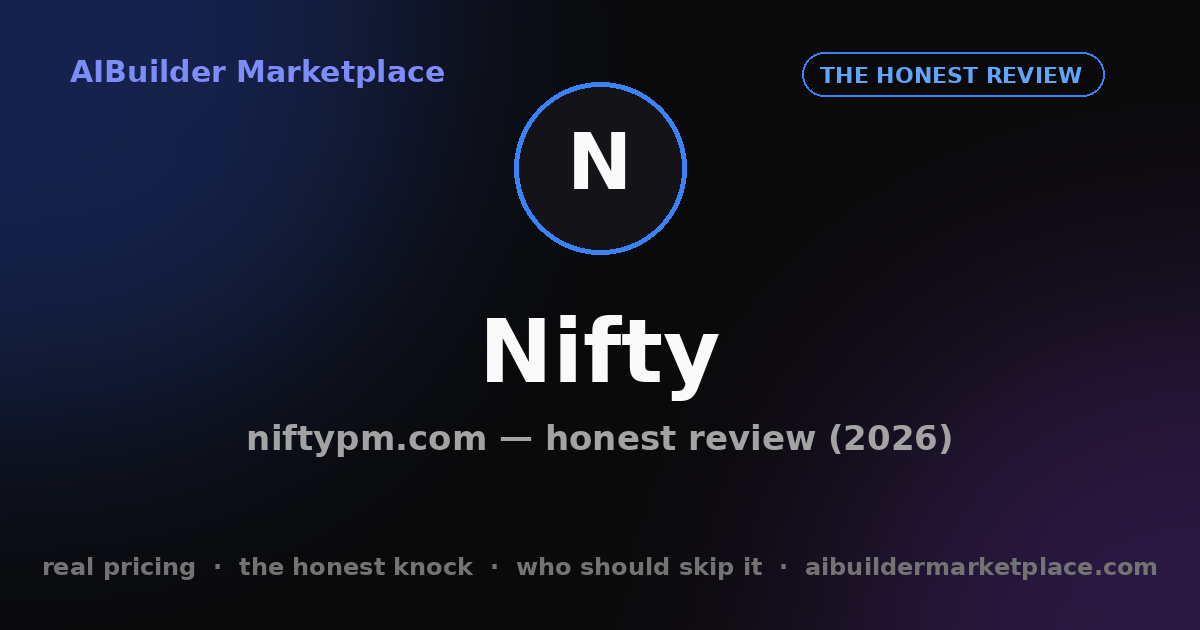 AIBuilder Marketplace
THE HONEST REVIEW
N
Nifty
niftypm.com — honest review (2026)
real pricing · the honest knock · who should skip it · aibuildermarketplace.com